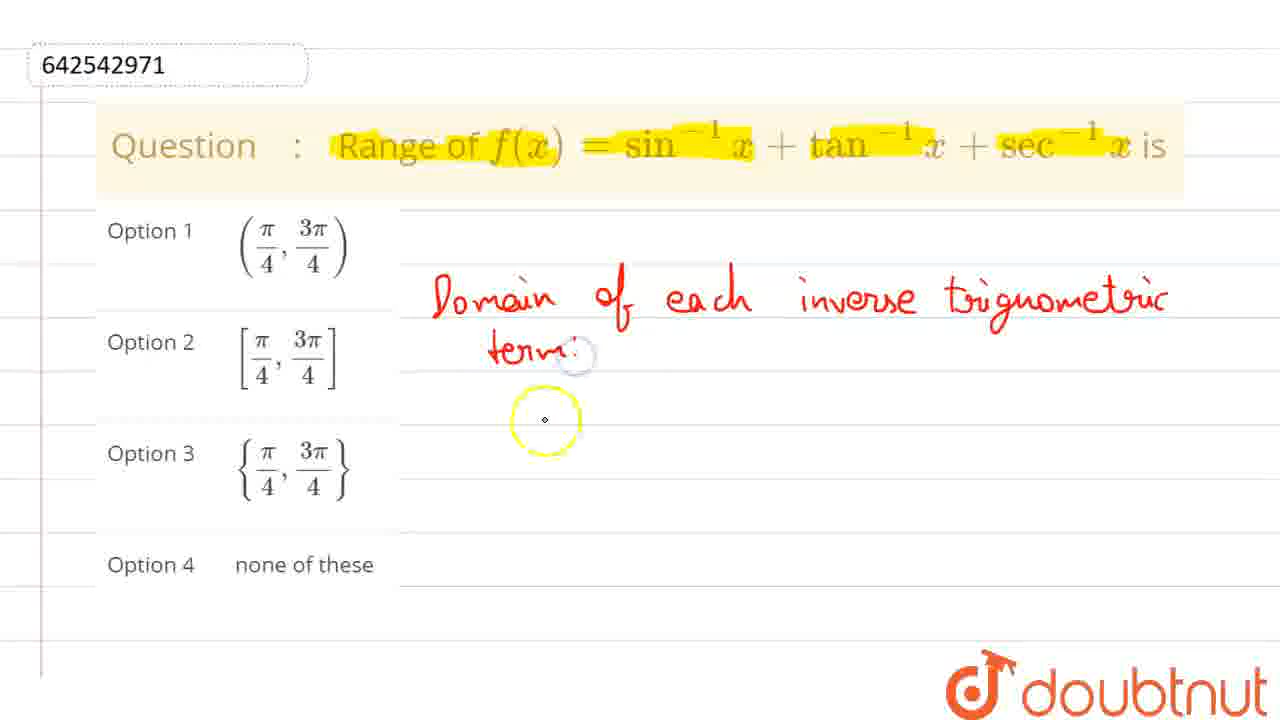 642542971
Question : Range of f(x) = sin⁻¹ x + tan⁻¹ x + sec⁻¹ x is
Option 1 (π/4, 3π/4)
Option 2 [π/4, 3π/4]
Option 3 {π/4, 3π/4}
Option 4 none of these
Domain of each inverse trignometric
term:
doubtnut